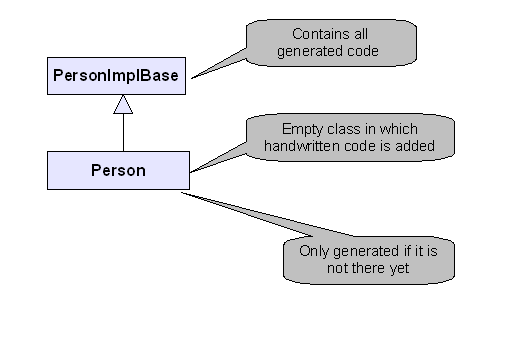 Contains all
generated code
PersonImplBase
Empty class in which
handwritten code is added
Person
Only generated if it is
not there yet